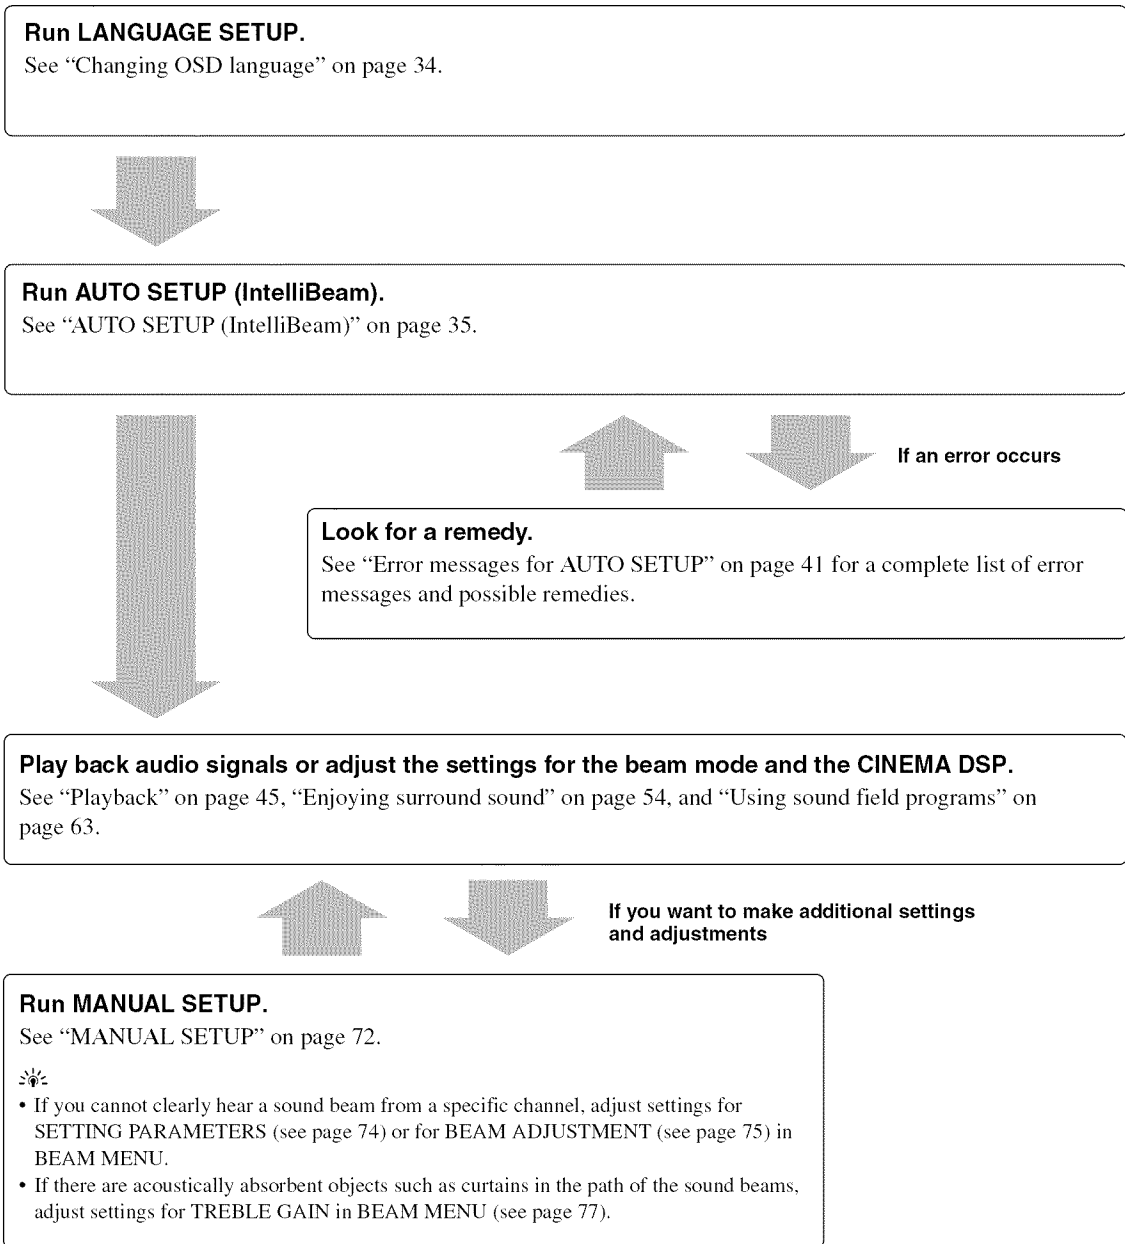 Run LANGUAGE SETUP.
See “Changing OSD language” on page 34.
Run AUTO SETUP (IntelliBeam).
See “AUTO SETUP (IntelliBeam)” on page 35.
If an error occurs
Look for a remedy.
See “Error messages for AUTO SETUP” on page 41 for a complete list of error
messages and possible remedies.
Play back audio signals or adjust the settings for the beam mode and the CINEMA DSP.
See “Playback” on page 45, “Enjoying surround sound” on page 54, and “Using sound field programs” on
page 63.
If you want to make additional settings
and adjustments
Run MANUAL SETUP.
See “MANUAL SETUP” on page 72.
• If you cannot clearly hear a sound beam from a specific channel, adjust settings for
SETTING PARAMETERS (see page 74) or for BEAM ADJUSTMENT (see page 75) in
BEAM MENU.
• If there are acoustically absorbent objects such as curtains in the path of the sound beams,
adjust settings for TREBLE GAIN in BEAM MENU (see page 77).